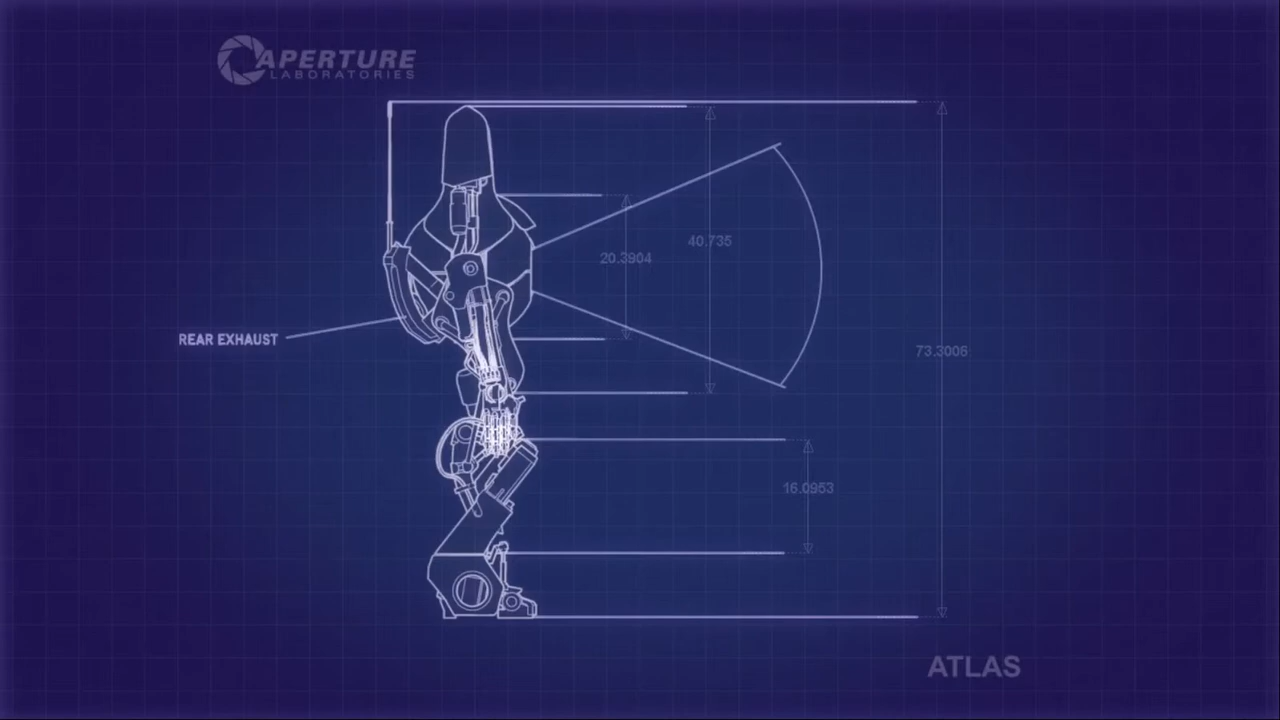 APERTURE
LABORATORIES
40.735
20.3904
REAR EXHAUST
73.3006
16.0953
ATLAS